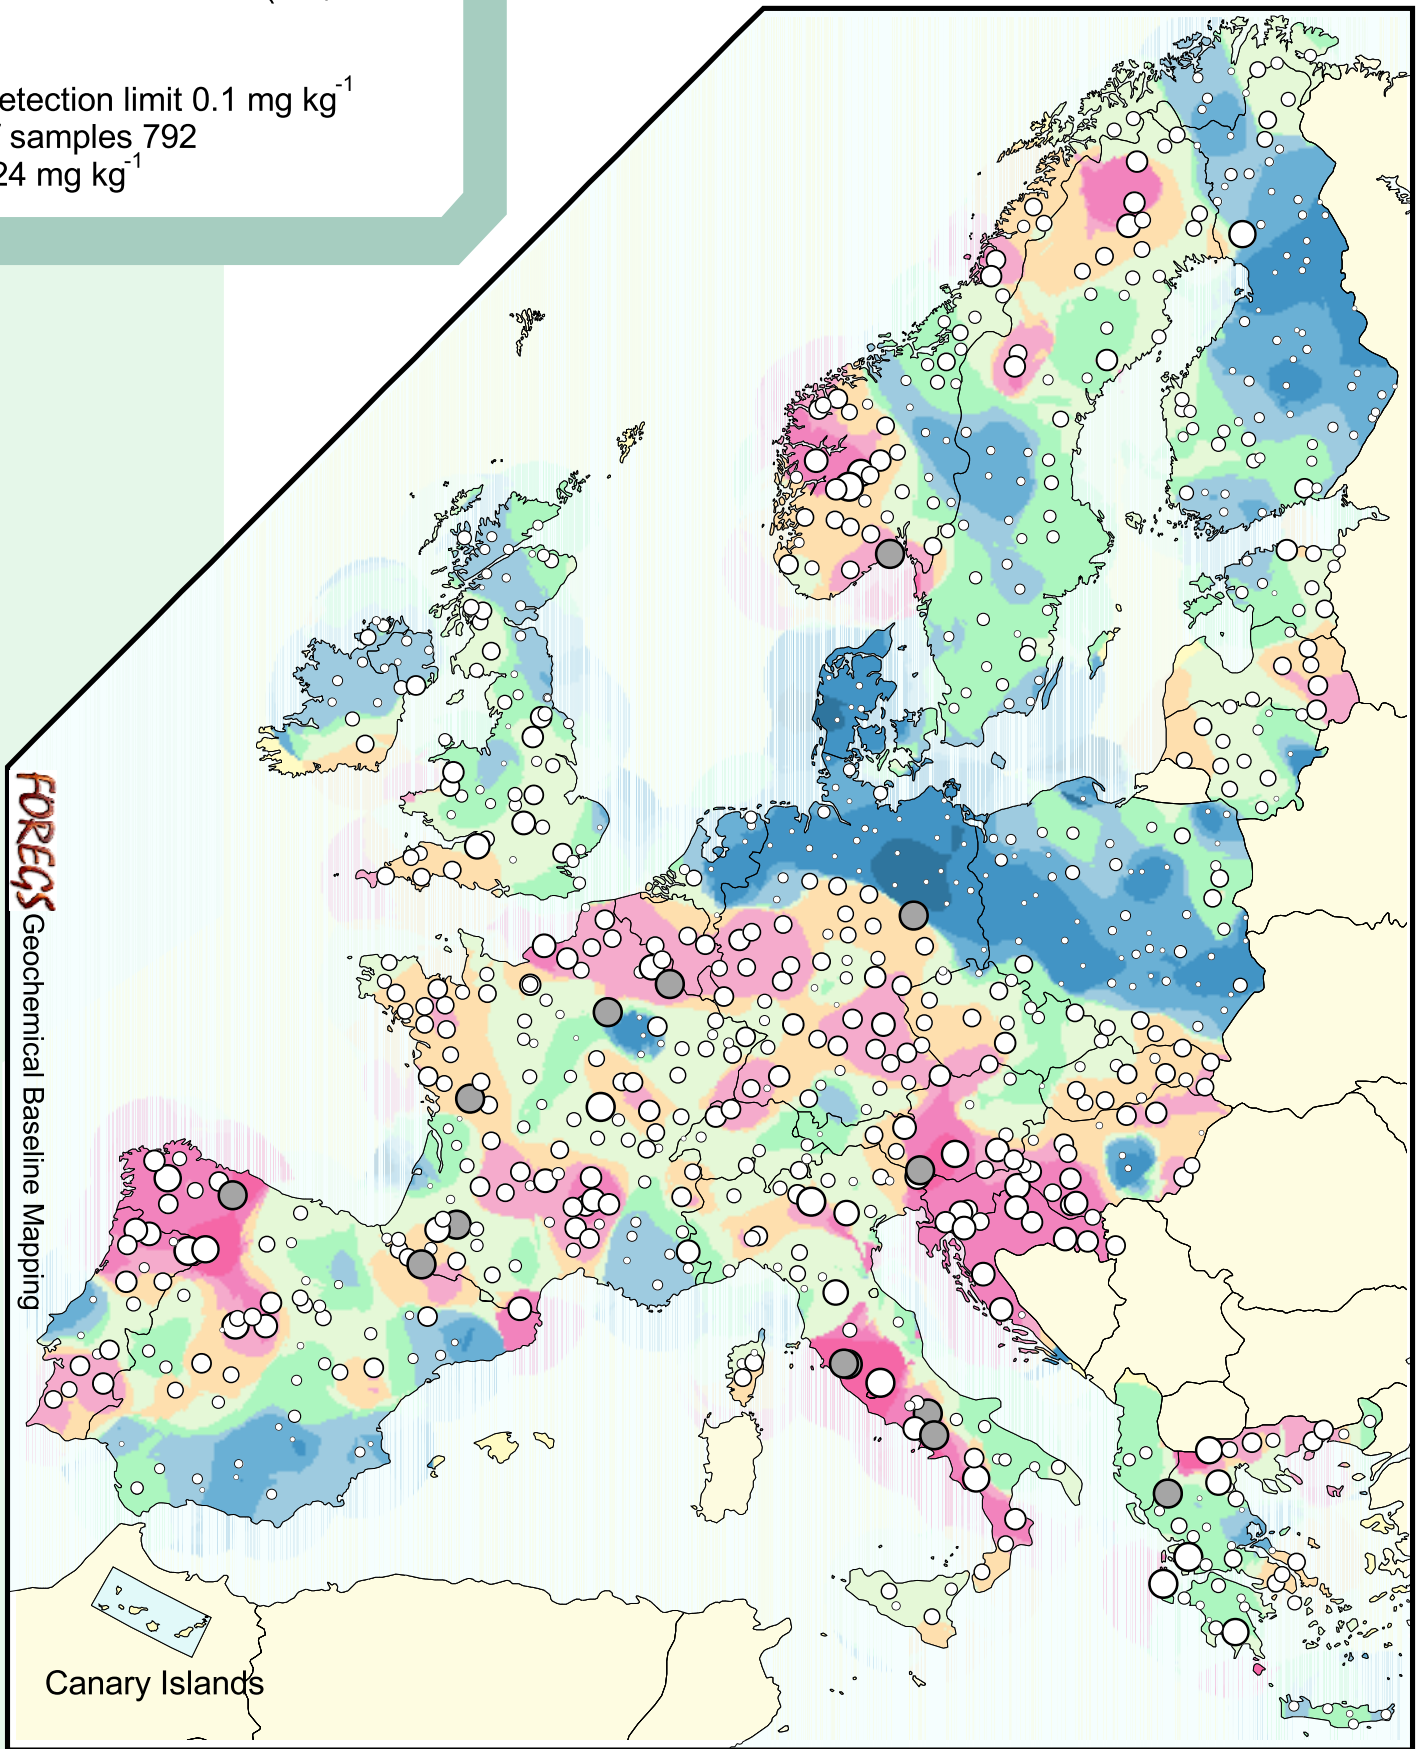 etection limit 0.1 mg kg-1
samples 792
24 mg kg-1
FOREGS Geochemical Baseline Mapping
Canary Islands